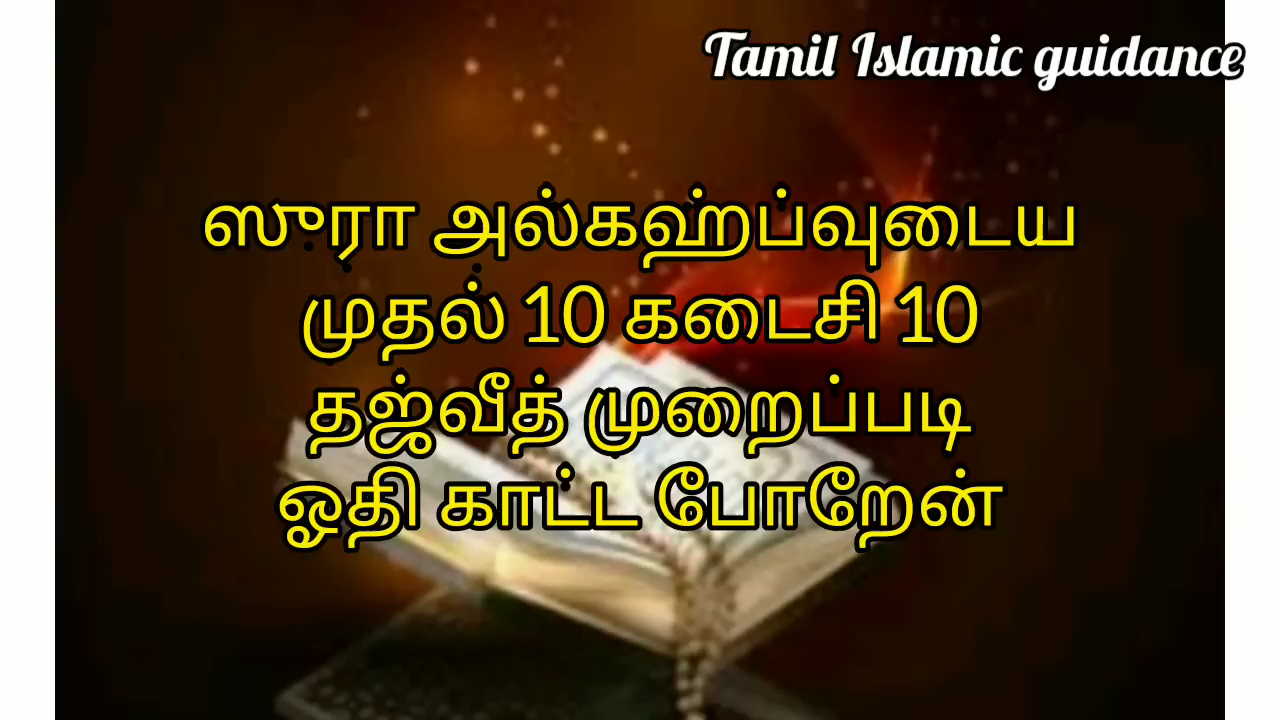 Tamil Islamic guidance
ஸுரா அல்கஹ்ப்வுடைய
முதல் 10 கடைசி 10
தஜ்வீத் முறைப்படி
ஓதி காட்ட போறேன்